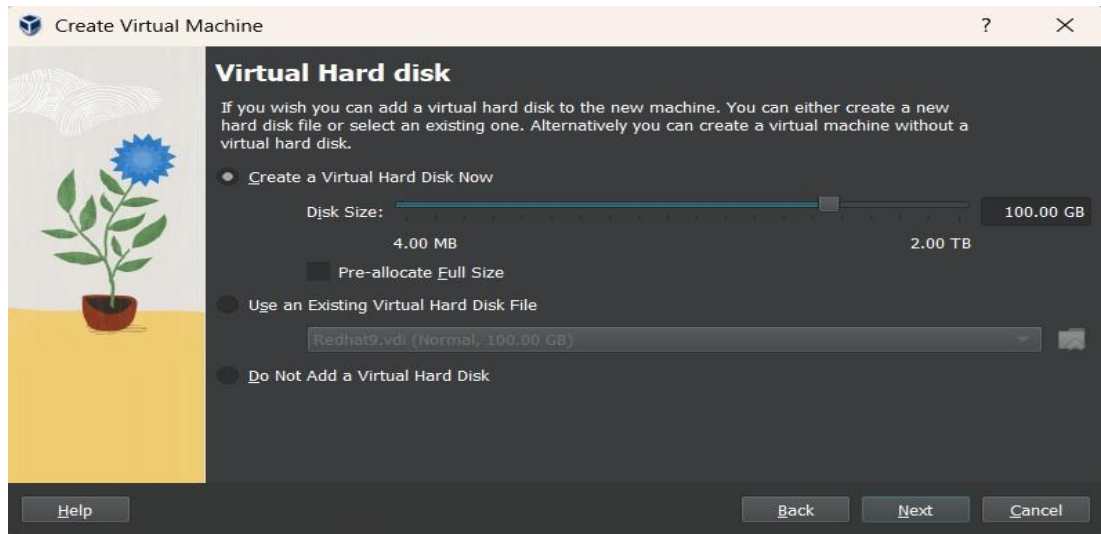 Create Virtual Machine
?
Virtual Hard disk
If you wish you can add a virtual hard disk to the new machine. You can either create a new
hard disk file or select an existing one. Alternatively you can create a virtual machine without a
virtual hard disk.
Create a Virtual Hard Disk Now
Disk Size:
100.00 GB
4.00 MB
2.00 TB
Pre-allocate Full Size
Use an Existing Virtual Hard Disk File
Redhat9.vdi (Normal, 100.00 GB)
Do Not Add a Virtual Hard Disk
Help
Back
Next
Cancel